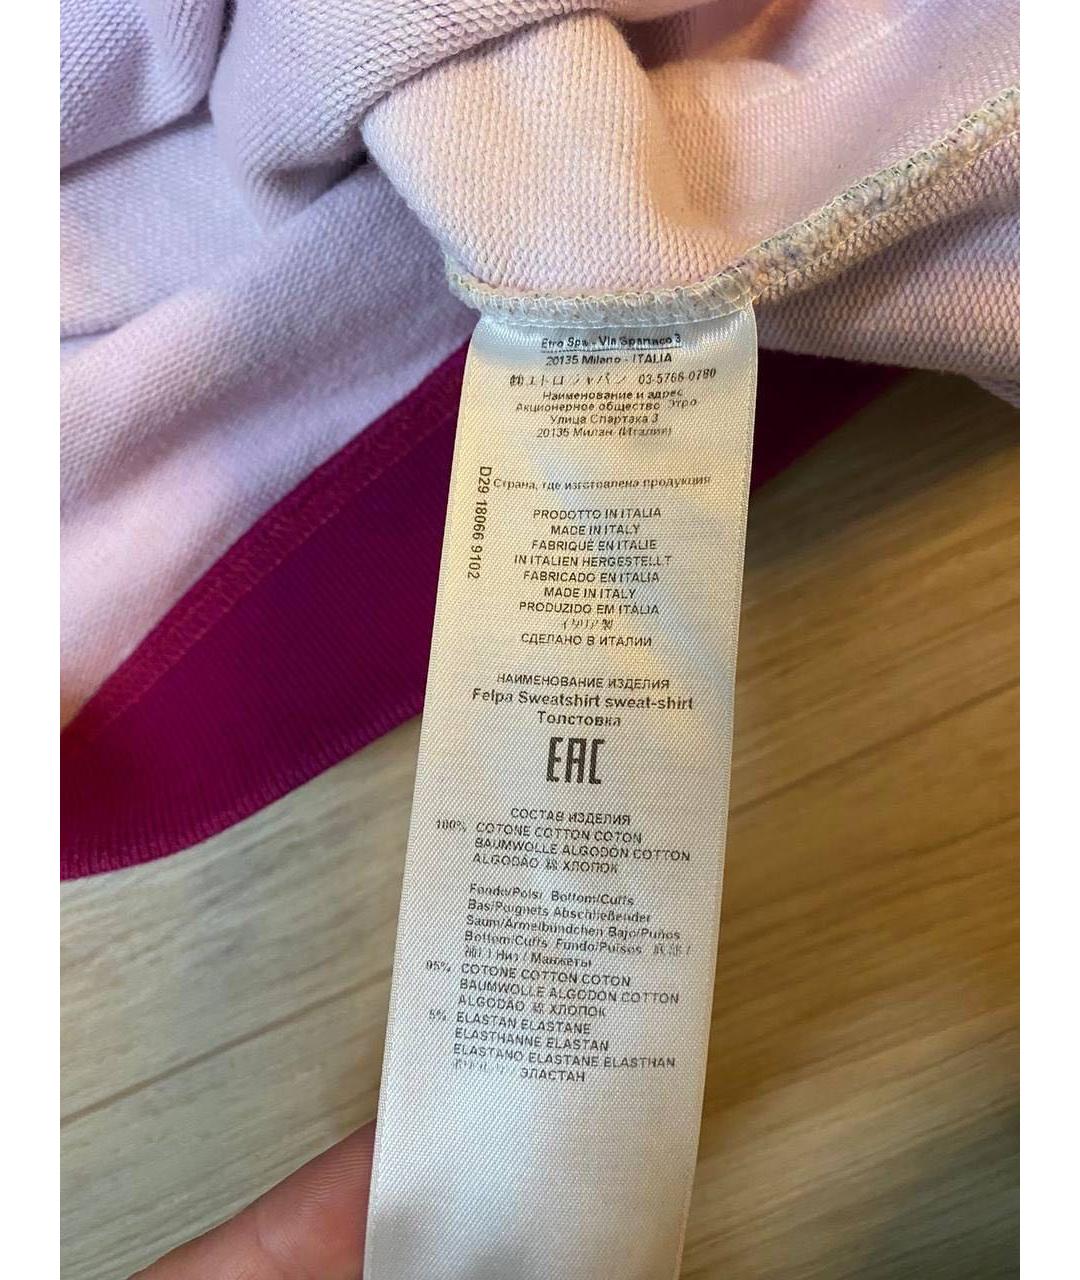 Etro Spa - Via Spartaco 3
20135 Milano - ITALIA
㈱エトロ ジャパン 03-5766-0780
Наименование и адрес
Акционерное общество Этро
Улица Спартака 3
20135 Милан (Италия)
D29 18066 9102
Страна, где изготовлена продукция
PRODOTTO IN ITALIA
MADE IN ITALY
FABRIQUÉ EN ITALIE
IN ITALIEN HERGESTELLT
FABRICADO EN ITALIA
MADE IN ITALY
PRODUZIDO EM ITALIA
イタリア製
СДЕЛАНО В ИТАЛИИ
НАИМЕНОВАНИЕ ИЗДЕЛИЯ
Felpa Sweatshirt sweat-shirt
Толстовка
EAC
СОСТАВ ИЗДЕЛИЯ
100% COTONE COTTON COTON
BAUMWOLLE ALGODON COTTON
ALGODÃO 綿 ХЛОПОК
Fondo/Polsi Bottom/Cuffs
Bas/Poignets Abschließender
Saum/Armelbündchen Bajo/Puños
Bottom/Cuffs Fundo/Pulsos
Низ / Манжеты
95% COTONE COTTON COTON
BAUMWOLLE ALGODON COTTON
ALGODÃO 綿 ХЛОПОК
5% ELASTAN ELASTANE
ELASTHANNE ELASTAN
ELASTANO ELASTANE ELASTHAN
ЭЛАСТАН